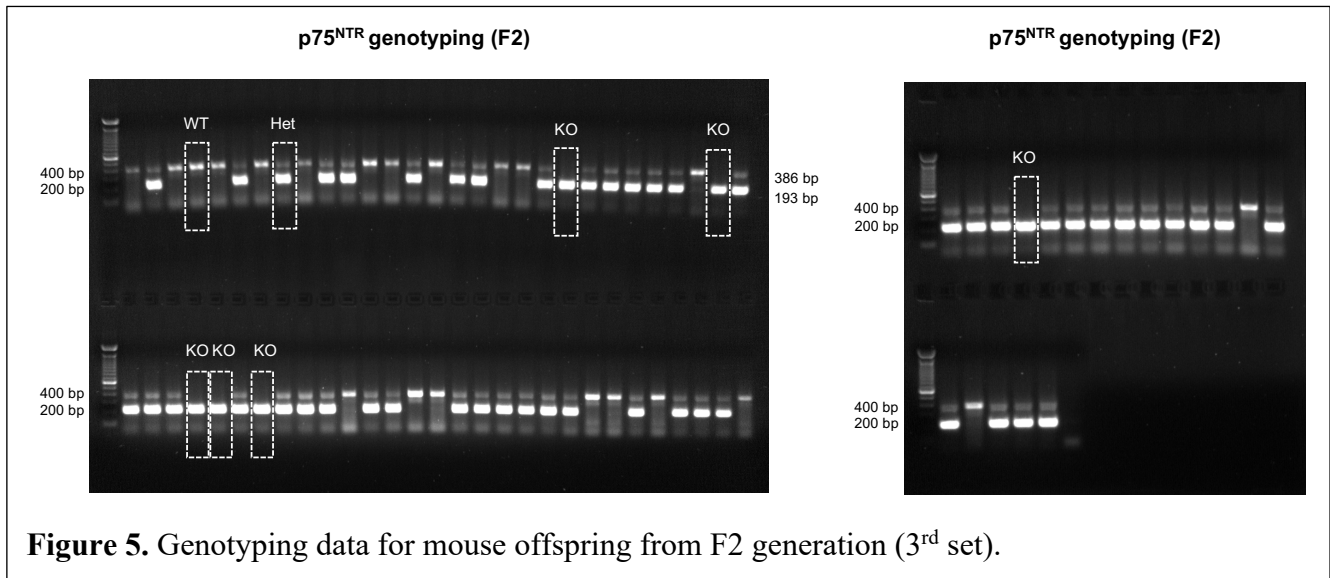 p75NTR genotyping (F2)
WT
Het
KO
KO
400 bp
200 bp
386 bp
193 bp
KO
KO
KO
400 bp
200 bp
p75NTR genotyping (F2)
KO
400 bp
200 bp
400 bp
200 bp
Figure 5. Genotyping data for mouse offspring from F2 generation (3rd set).